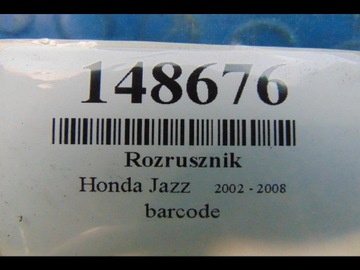 148676
Rozrusznik
Honda Jazz 2002 - 2008
barcode